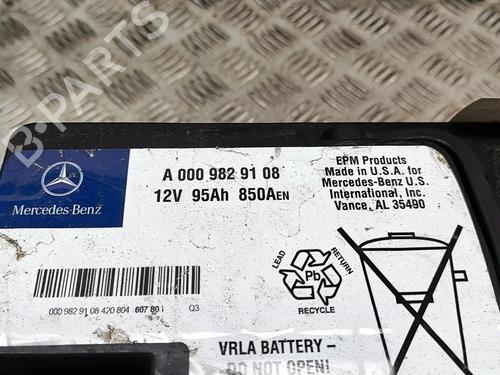 B-PARTS
Mercedes-Benz
A 000 982 91 08
12V 95Ah 850AEN
EPM Products
Made in U.S.A. for
Mercedes-Benz U.S.
International, Inc.
Vance, AL 35490
LEAD
RETURN
Pb
RECYCLE
000 982 91 08 420 804 607 80
Q3
VRLA BATTERY -
DO NOT OPEN!